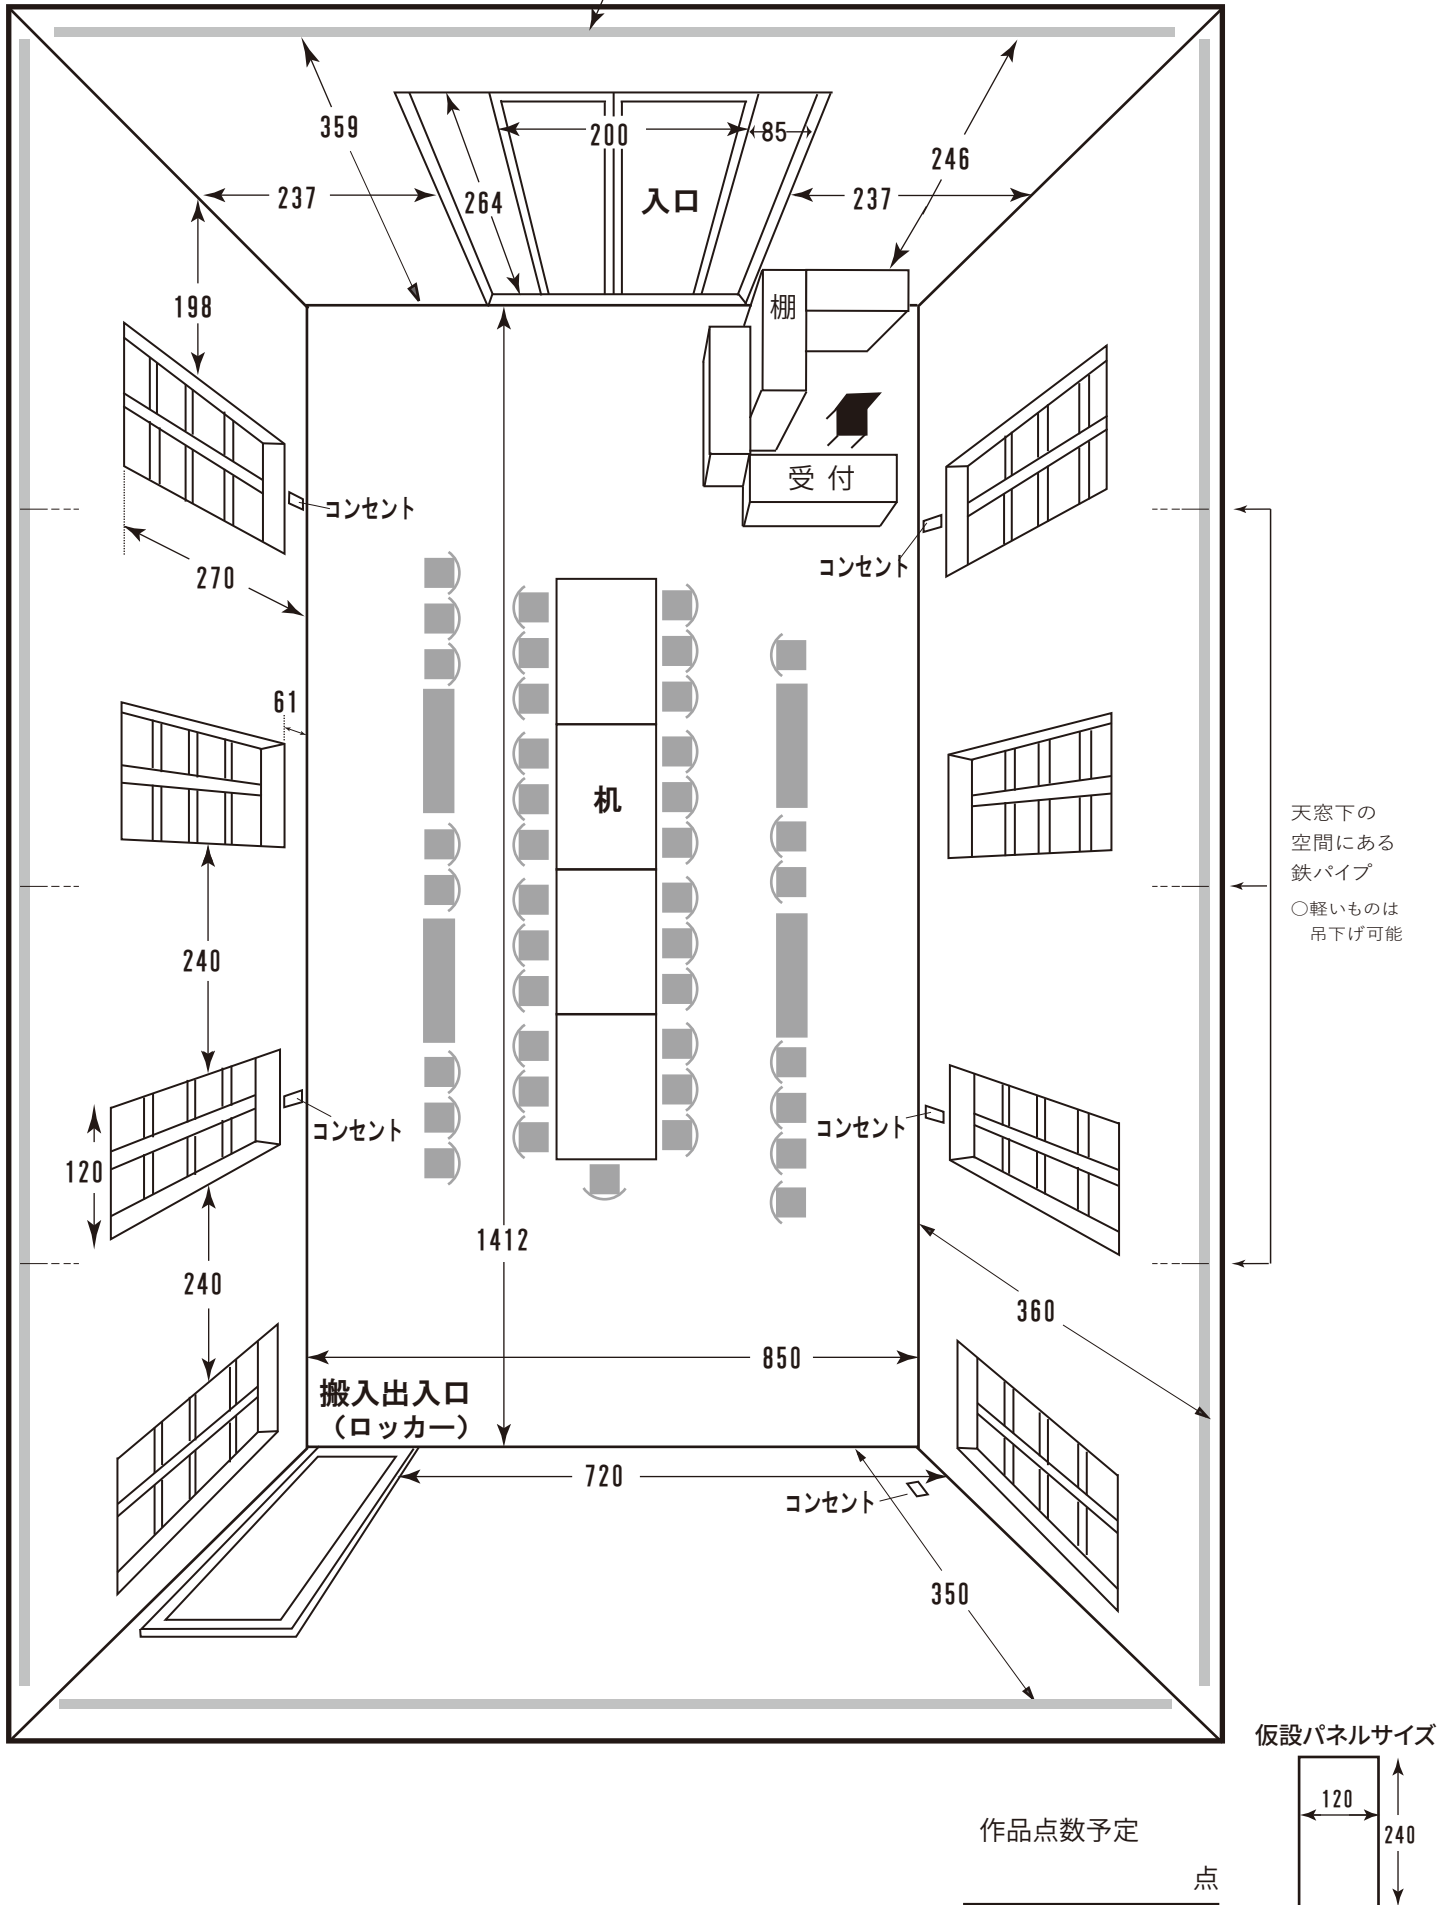 359
200
85
246
入口
237
264
237
198
棚
受付
コンセント
コンセント
270
61
机
天窓下の
空間にある
鉄パイプ
○軽いものは
吊下げ可能
240
コンセント
コンセント
120
1412
240
360
850
搬入出入口
（ロッカー）
720
コンセント
350
仮設パネルサイズ
120
240
作品点数予定
点